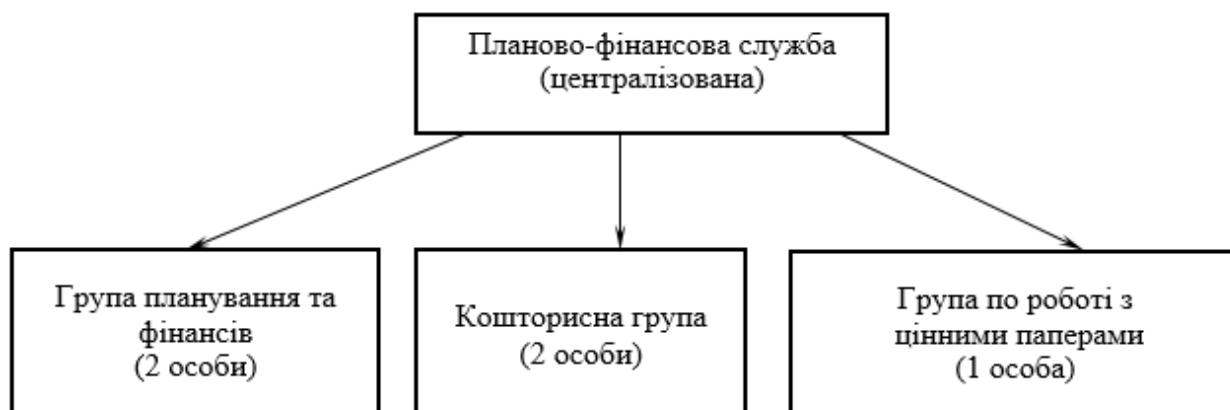 Планово-фінансова служба
(централізована)
Група планування та
фінансів
(2 особи)
Кошторисна група
(2 особи)
Група по роботі з
цінними паперами
(1 особа)